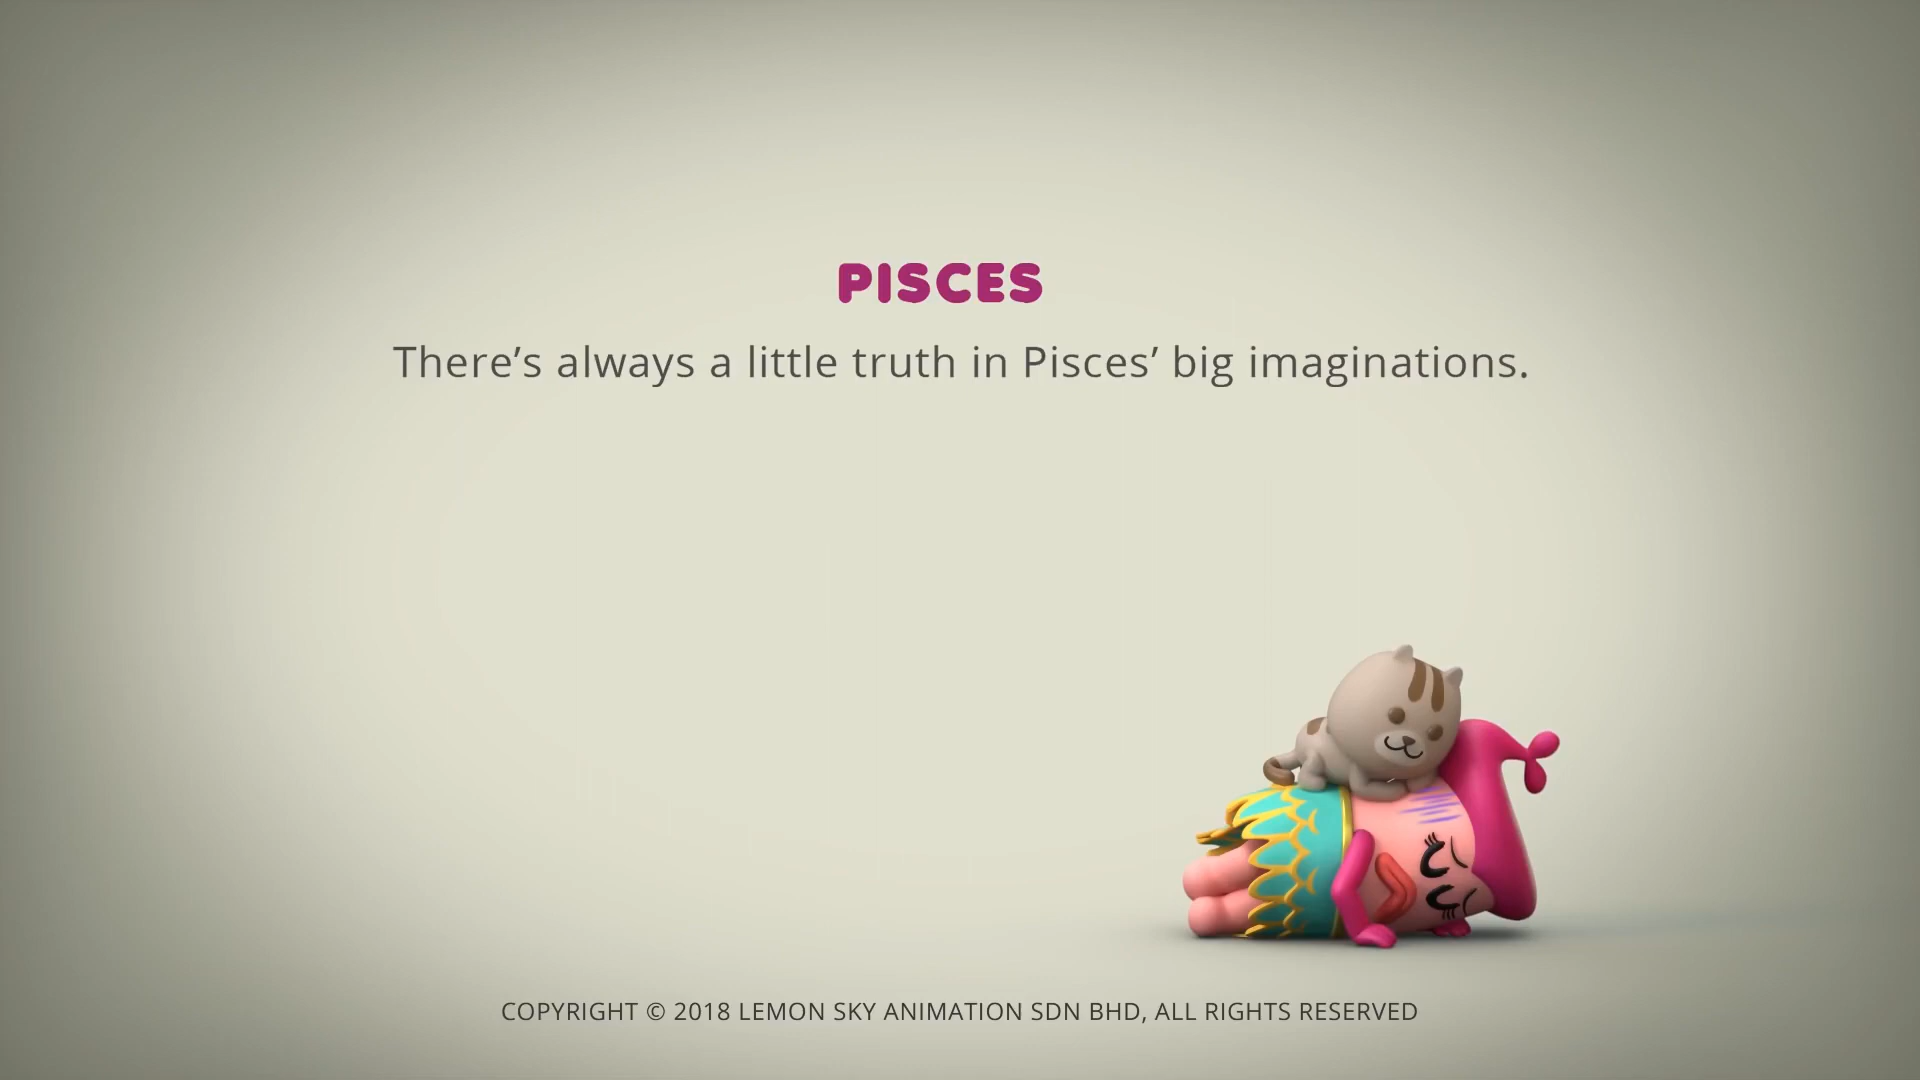 PISCES
There’s always a little truth in Pisces’ big imaginations.
COPYRIGHT © 2018 LEMON SKY ANIMATION SDN BHD, ALL RIGHTS RESERVED